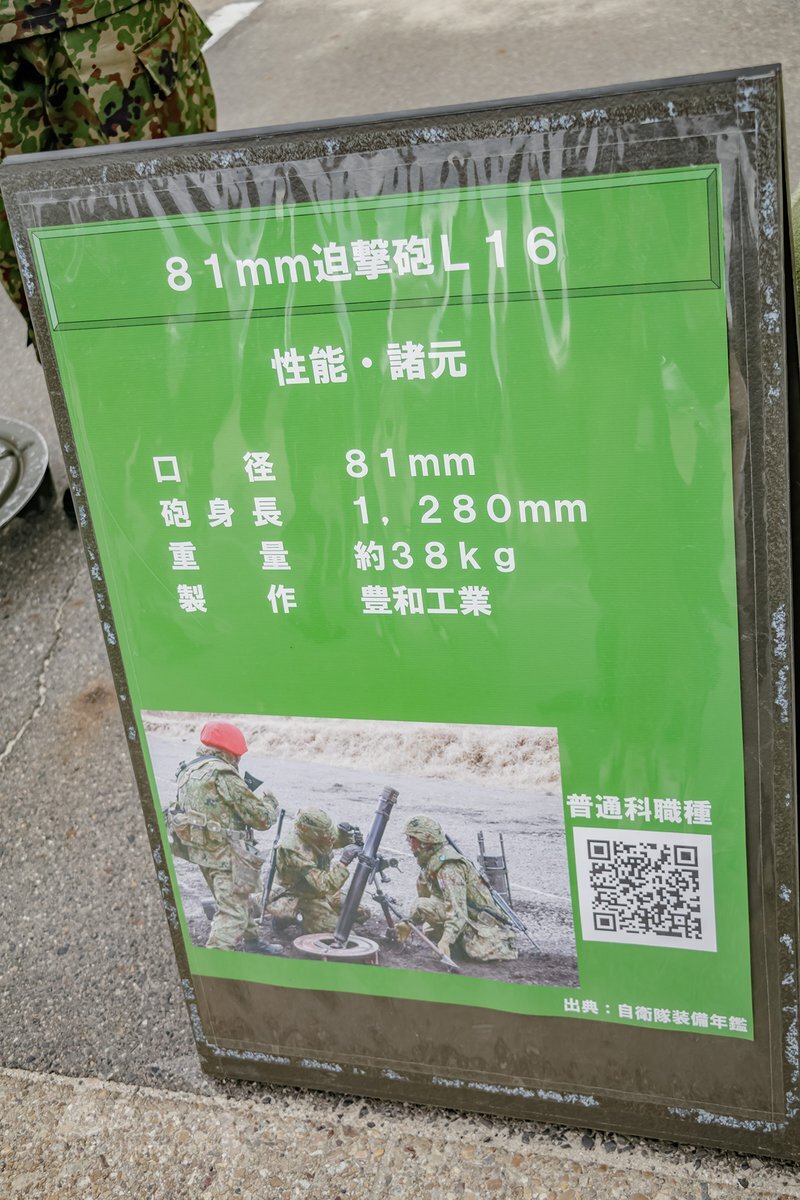 ８１ｍｍ迫撃砲Ｌ１６
性能・諸元
口径 ８１ｍｍ
砲身長 １，２８０ｍｍ
重量 約３８ｋｇ
製作 豊和工業
普通科職種
出典：自衛隊装備年鑑